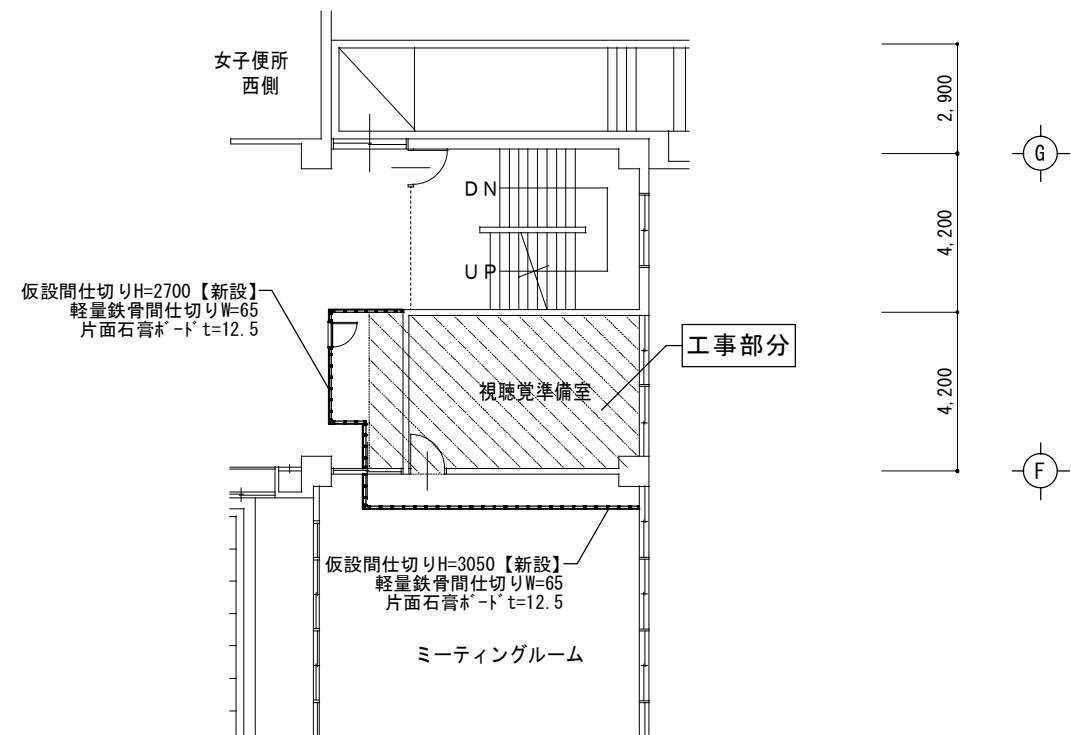 女子便所
西側
2,900
G
DN
4,200
UP
仮設間仕切りH=2700【新設】
軽量鉄骨間仕切りW=65
片面石膏ﾎﾞｰﾄﾞt=12.5
工事部分
視聴覚準備室
4,200
F
仮設間仕切りH=3050【新設】
軽量鉄骨間仕切りW=65
片面石膏ﾎﾞｰﾄﾞt=12.5
ミーティングルーム